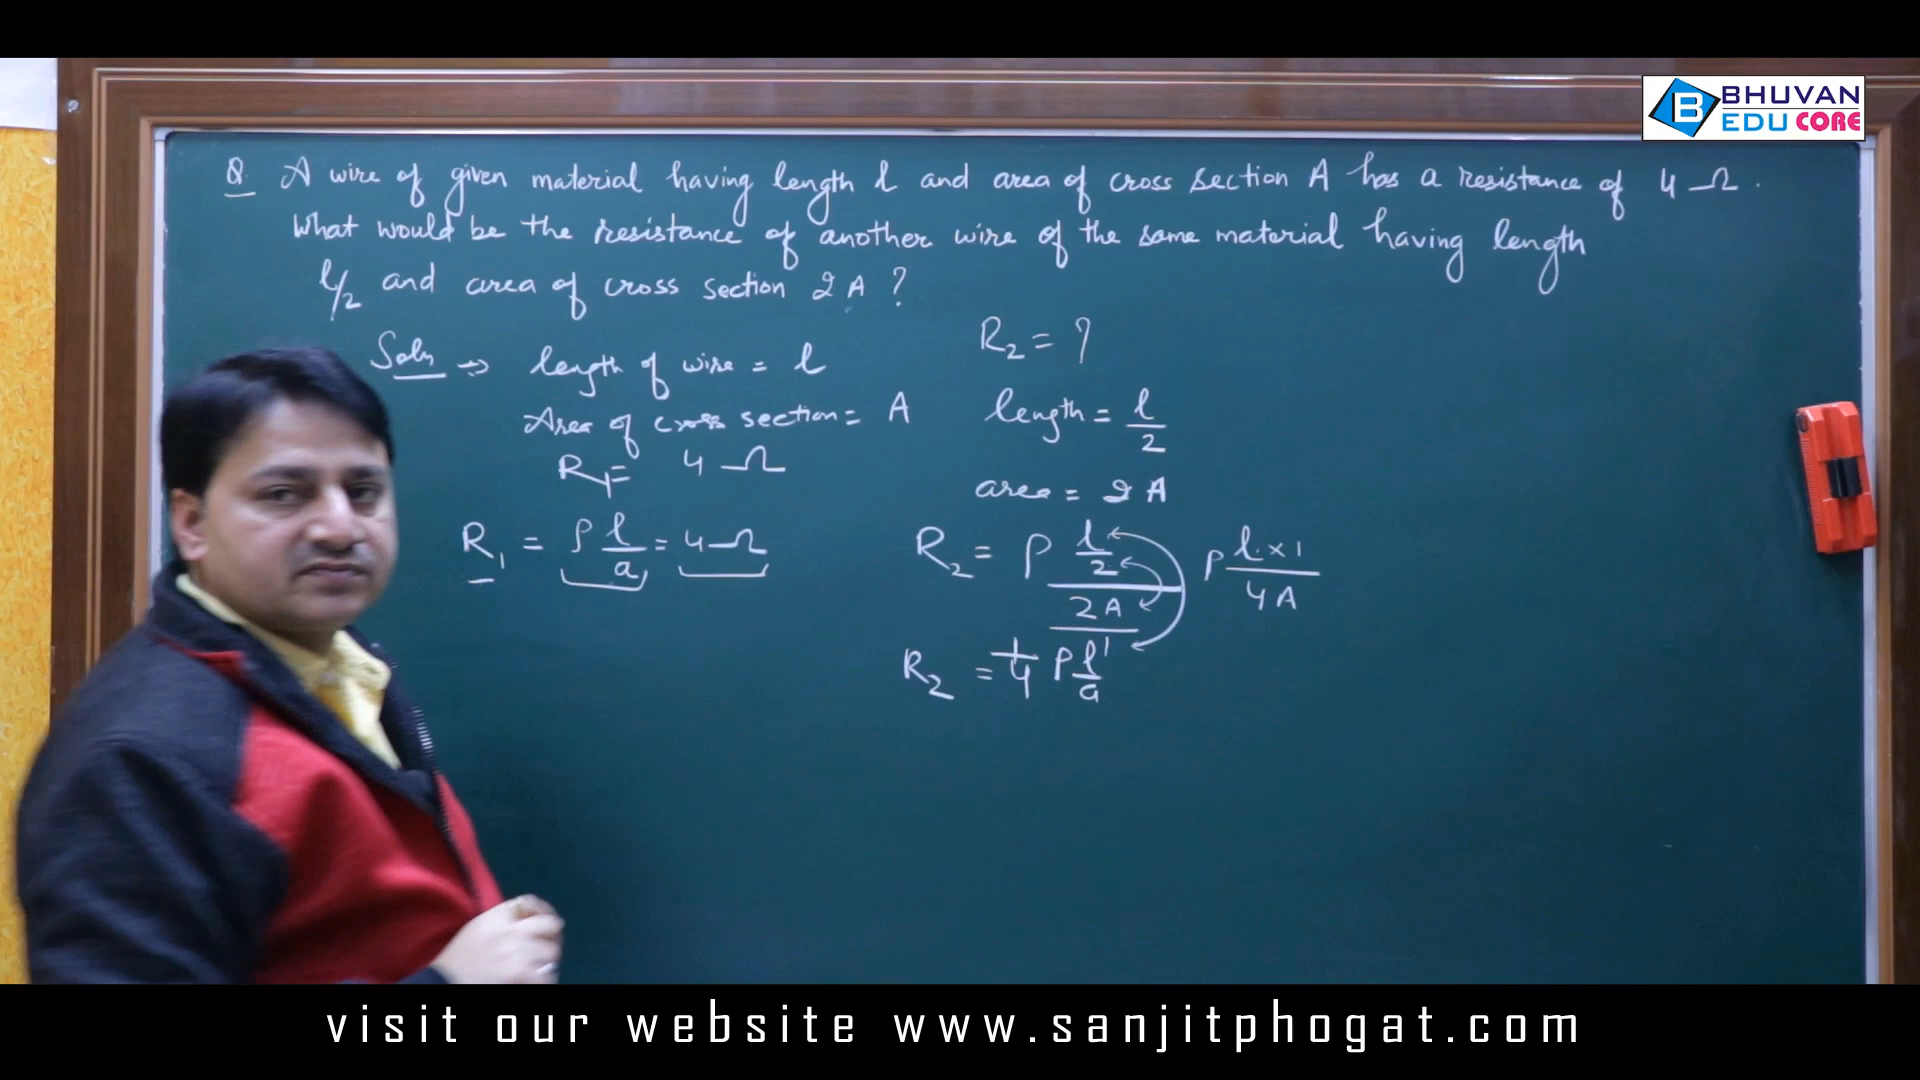 BHUVAN
EDU CORE
Q. A wire of given material having length l and area of cross section A has a resistance of 4 Ω.
What would be the resistance of another wire of the same material having length
l/2 and area of cross section 2 A ?
Soln → length of wire = l
Area of cross section = A
R1 = 4 Ω
R1 = ρ l/a = 4 Ω
R2 = ?
length = l/2
area = 2 A
R2 = ρ (l/2)/(2A) ρ (l × 1)/(4A)
R2 = 1/4 ρ l/a
visit our website www.sanjitphogat.com